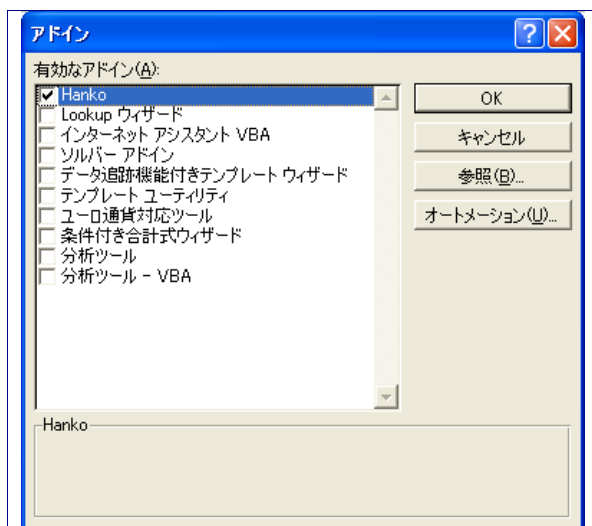 アドイン
有効なアドイン(A):
Hanko
Lookup ウィザード
インターネット アシスタント VBA
ソルバー アドイン
データ追跡機能付きテンプレート ウィザード
テンプレート ユーティリティ
ユーロ通貨対応ツール
条件付き合計式ウィザード
分析ツール
分析ツール - VBA
OK
キャンセル
参照(B)...
オートメーション(U)...
Hanko